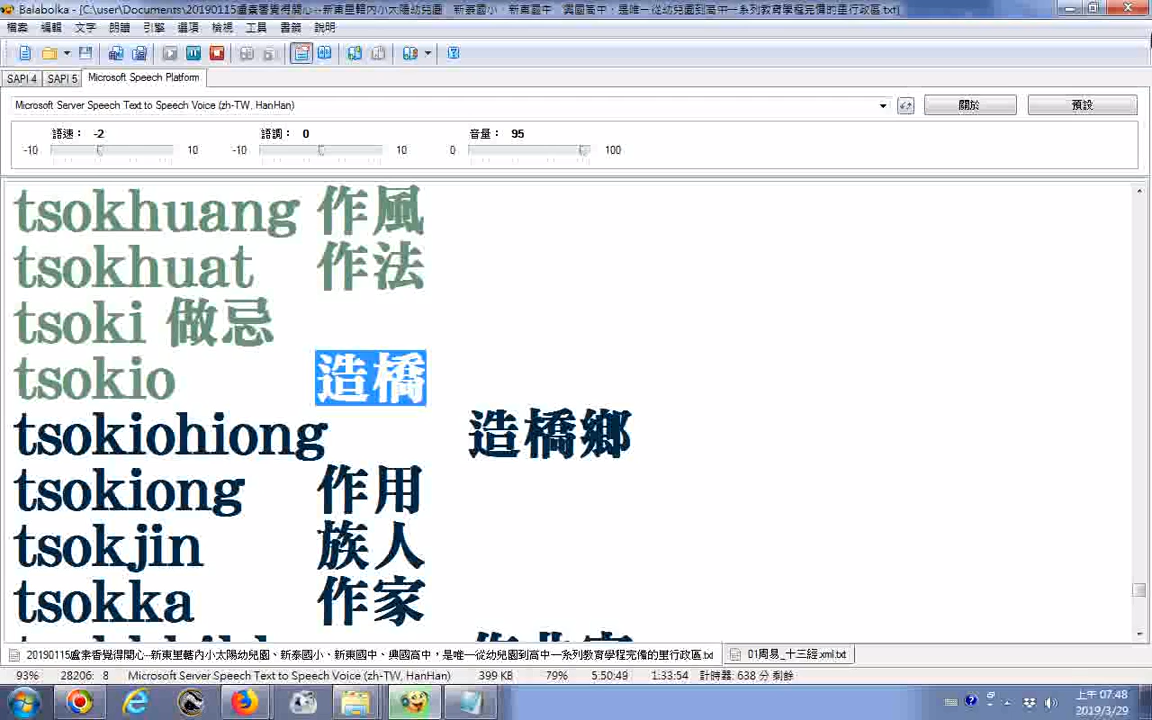 Balabolka - [C:\user\Documents\20190115盧素香覺得開心--新東里轄內小太陽幼兒園、新泰國小、新東國中、興國高中，是唯一從幼兒園到高中一系列教育學程完備的里行政區.txt]
檔案 編輯 文字 朗讀 引擎 選項 檢視 工具 書籤 說明
SAPI 4 SAPI 5 Microsoft Speech Platform
Microsoft Server Speech Text to Speech Voice (zh-TW, HanHan) 關於 預設
語速： -2 語調： 0 音量： 95
-10 10 -10 10 0 100
tsokhuang 作風
tsokhuat 作法
tsoki 做忌
tsokio 造橋
tsokiohiong 造橋鄉
tsokiong 作用
tsokjin 族人
tsokka 作家
20190115盧素香覺得開心--新東里轄內小太陽幼兒園、新泰國小、新東國中、興國高中，是唯一從幼兒園到高中一系列教育學程完備的里行政區.txt 01周易_十三經.xml.txt
93% 28206: 8 Microsoft Server Speech Text to Speech Voice (zh-TW, HanHan) 399 KB 79% 5:50:49 1:33:54 計時器: 638 分 剩餘
上午 07:48
2019/3/29